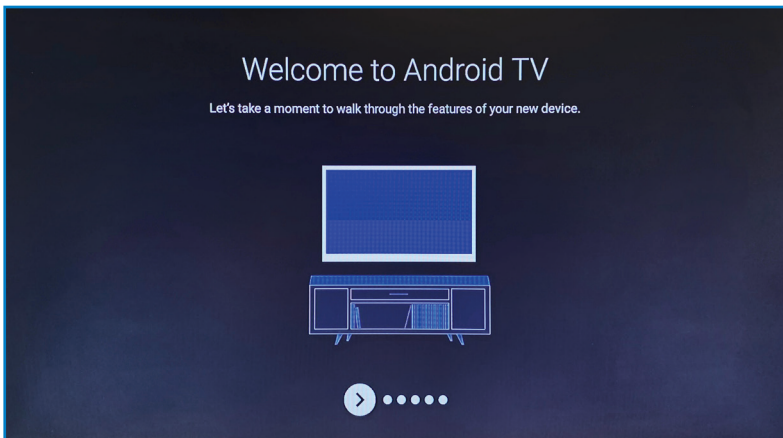 Welcome to Android TV
Let's take a moment to walk through the features of your new device.